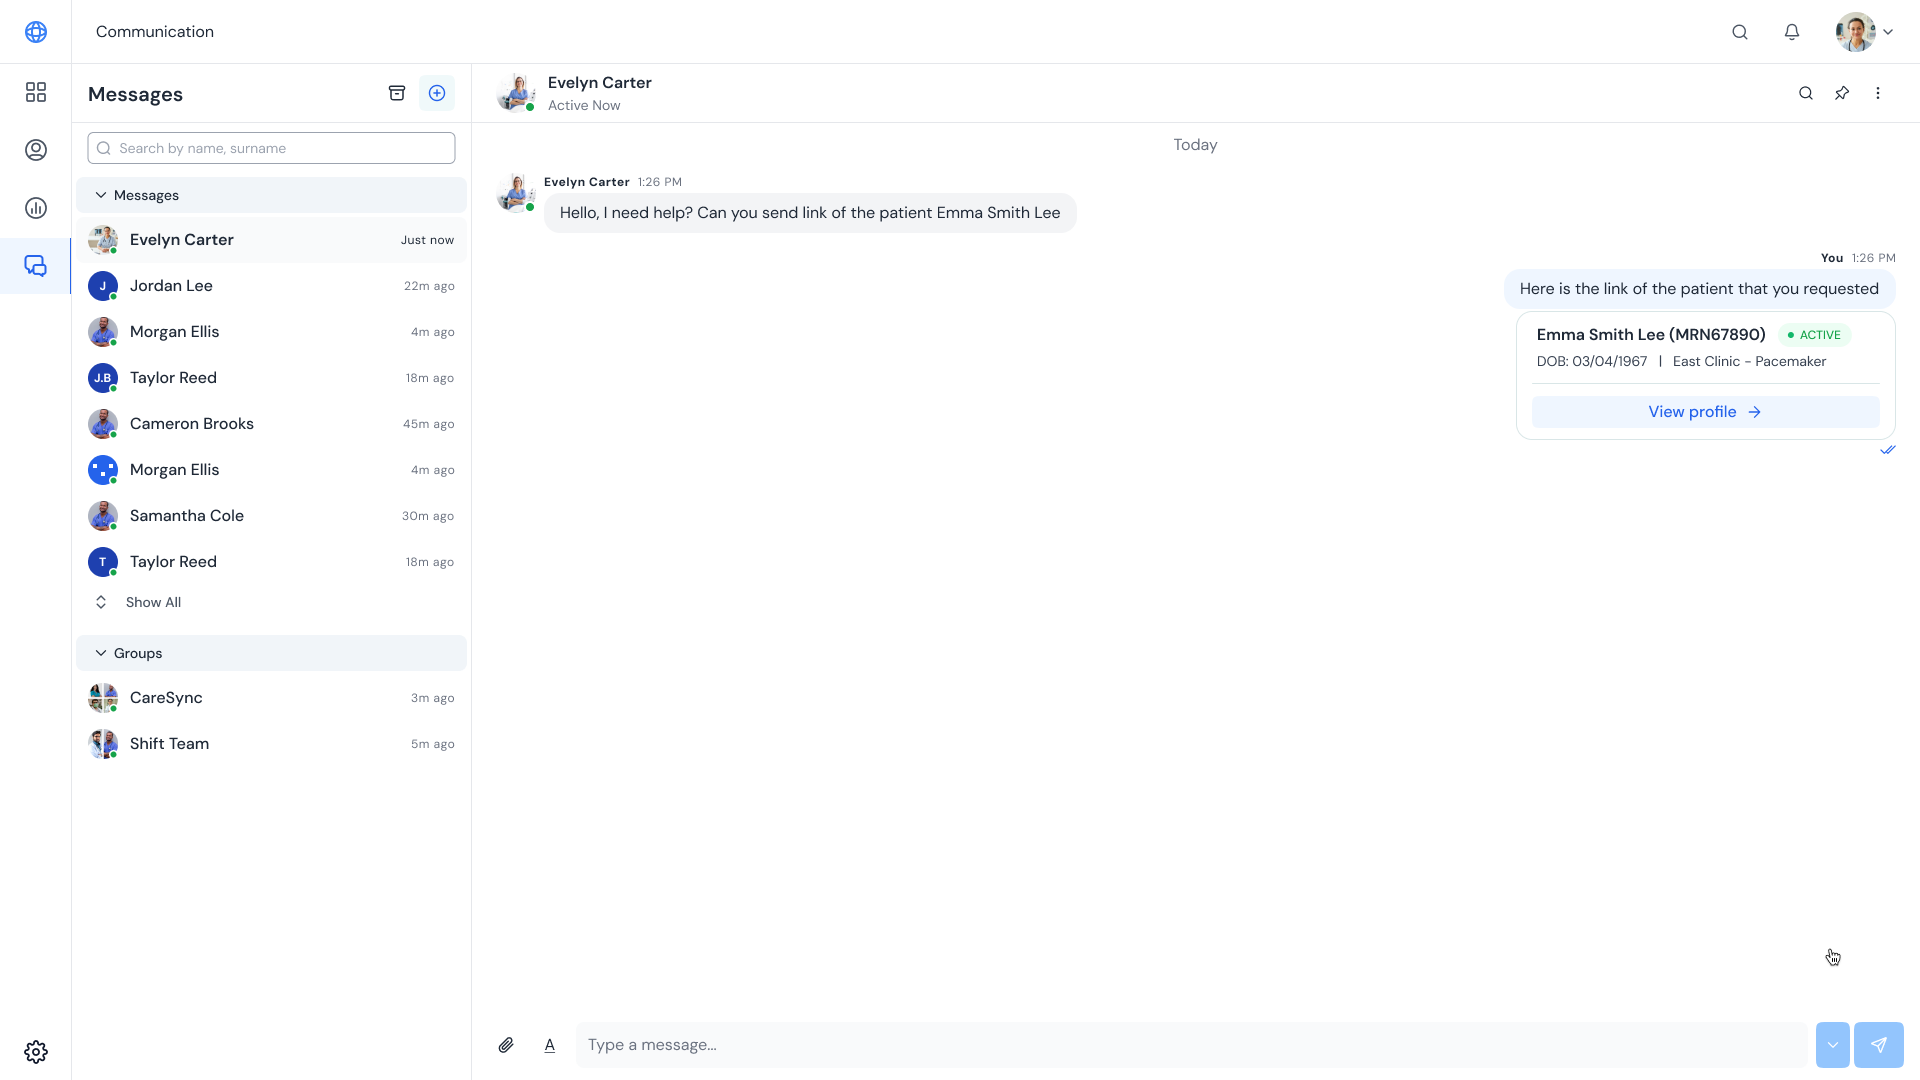 Communication
Messages
Search by name, surname
Messages
Evelyn Carter Just now
J Jordan Lee 22m ago
Morgan Ellis 4m ago
J.B Taylor Reed 18m ago
Cameron Brooks 45m ago
Morgan Ellis 4m ago
Samantha Cole 30m ago
T Taylor Reed 18m ago
Show All
Groups
CareSync 3m ago
Shift Team 5m ago
Evelyn Carter
Active Now
Today
Evelyn Carter 1:26 PM
Hello, I need help? Can you send link of the patient Emma Smith Lee
You 1:26 PM
Here is the link of the patient that you requested
Emma Smith Lee (MRN67890) ACTIVE
DOB: 03/04/1967 | East Clinic - Pacemaker
View profile
A Type a message...